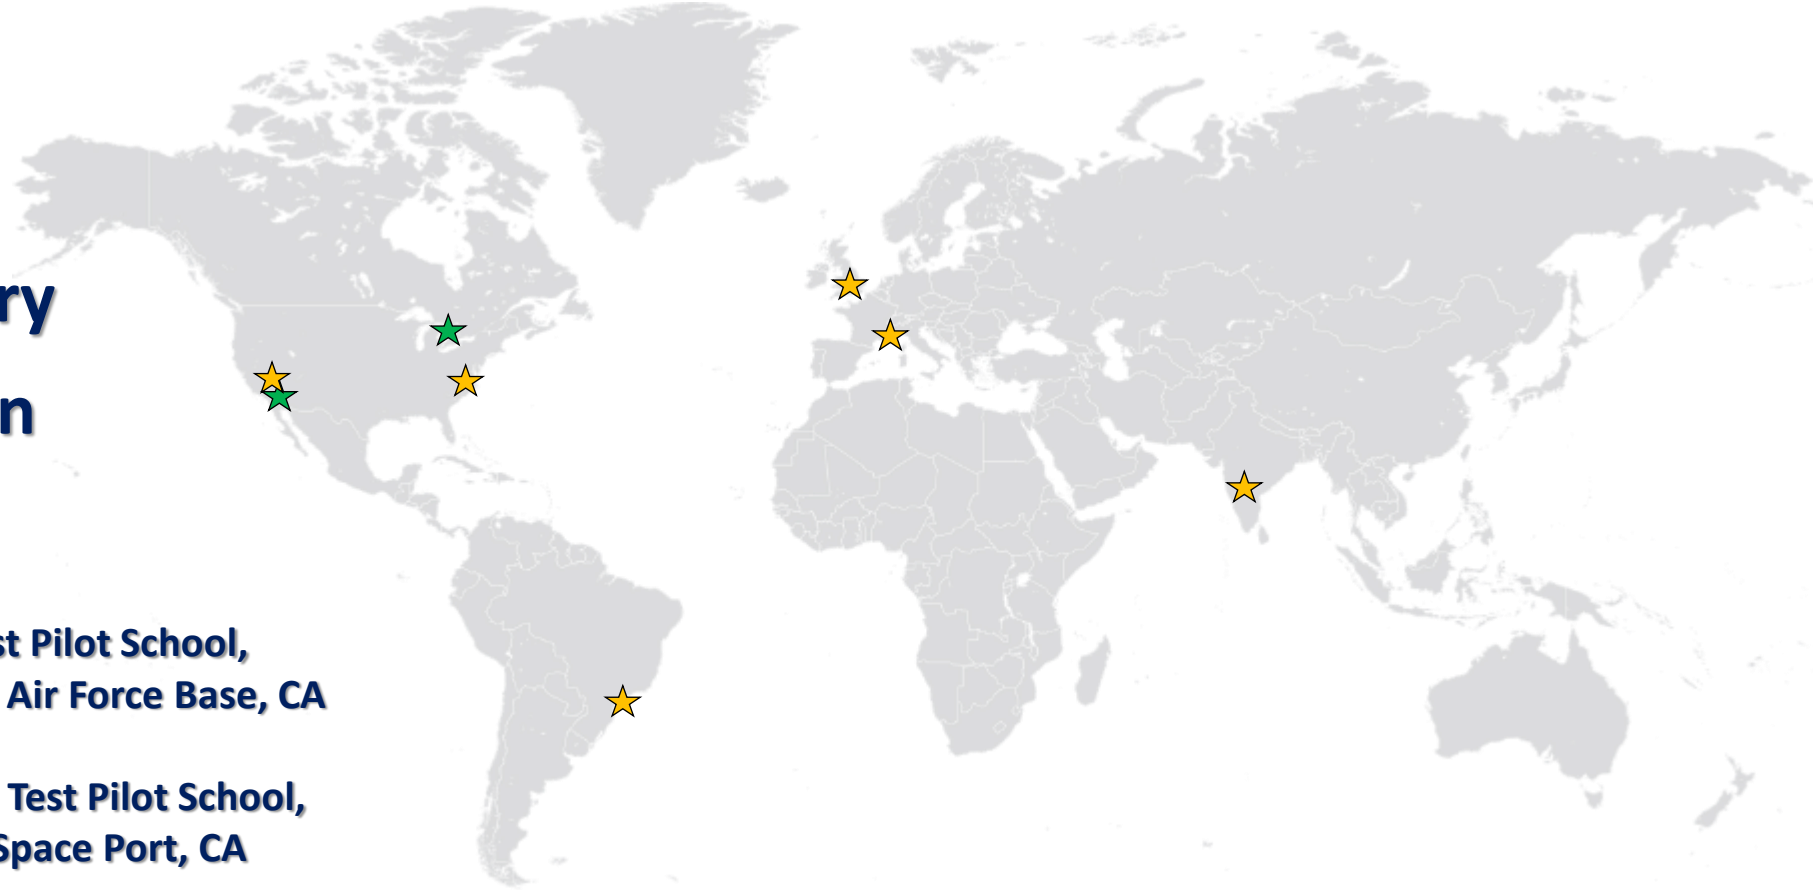 ry
n
st Pilot School,
Air Force Base, CA
Test Pilot School,
Space Port, CA